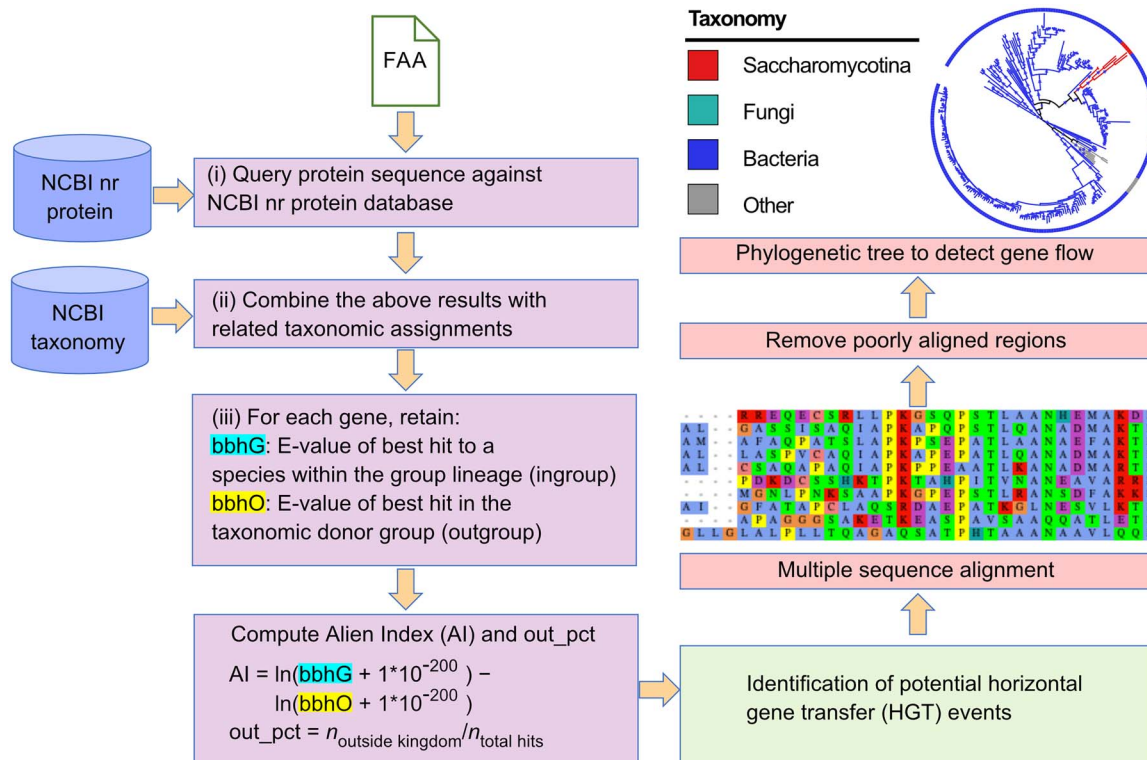 FAA
NCBI nr
protein
(i) Query protein sequence against
NCBI nr protein database
NCBI
taxonomy
(ii) Combine the above results with
related taxonomic assignments
(iii) For each gene, retain:
bbhG: E-value of best hit to a
species within the group lineage (ingroup)
bbhO: E-value of best hit in the
taxonomic donor group (outgroup)
Compute Alien Index (AI) and out_pct
AI = ln(bbhG + 1*10⁻²⁰⁰ ) −
ln(bbhO + 1*10⁻²⁰⁰ )
out_pct = n outside kingdom/n total hits
Identification of potential horizontal
gene transfer (HGT) events
Multiple sequence alignment
- - - - R R E Q E C S R L L P K G S Q P S T L A A N H E M A K D
A L - - G A S S I S A Q I A P K A P Q P S T L Q A N A D M A K T
A M - - A F A Q P A T S L A P K P S E P A T L A A N A E F A K T
A L - - L A S P V C A Q I A P K A P E P A T L Q A N A D M A K T
A L - - C S A Q A P A Q I A P K P P E A A T L K A N A D M A R T
- - - - P D K D C S S H K T P K T A H P I T V N A N E A V A R R
- - - - M G N L P N K S A A P K G P E P S T L R A N S D F A K K
A I - - G F A T A P C L A Q S R D A E P A T K G L N E S V L K T
- - - - A P A G G G S A K E T K E A S P A V S A A Q Q A T L E T
G L L G L A L P L L T Q A G A Q S A T P H T A A A N A A V L Q Q
Remove poorly aligned regions
Phylogenetic tree to detect gene flow
Taxonomy
Saccharomycotina
Fungi
Bacteria
Other